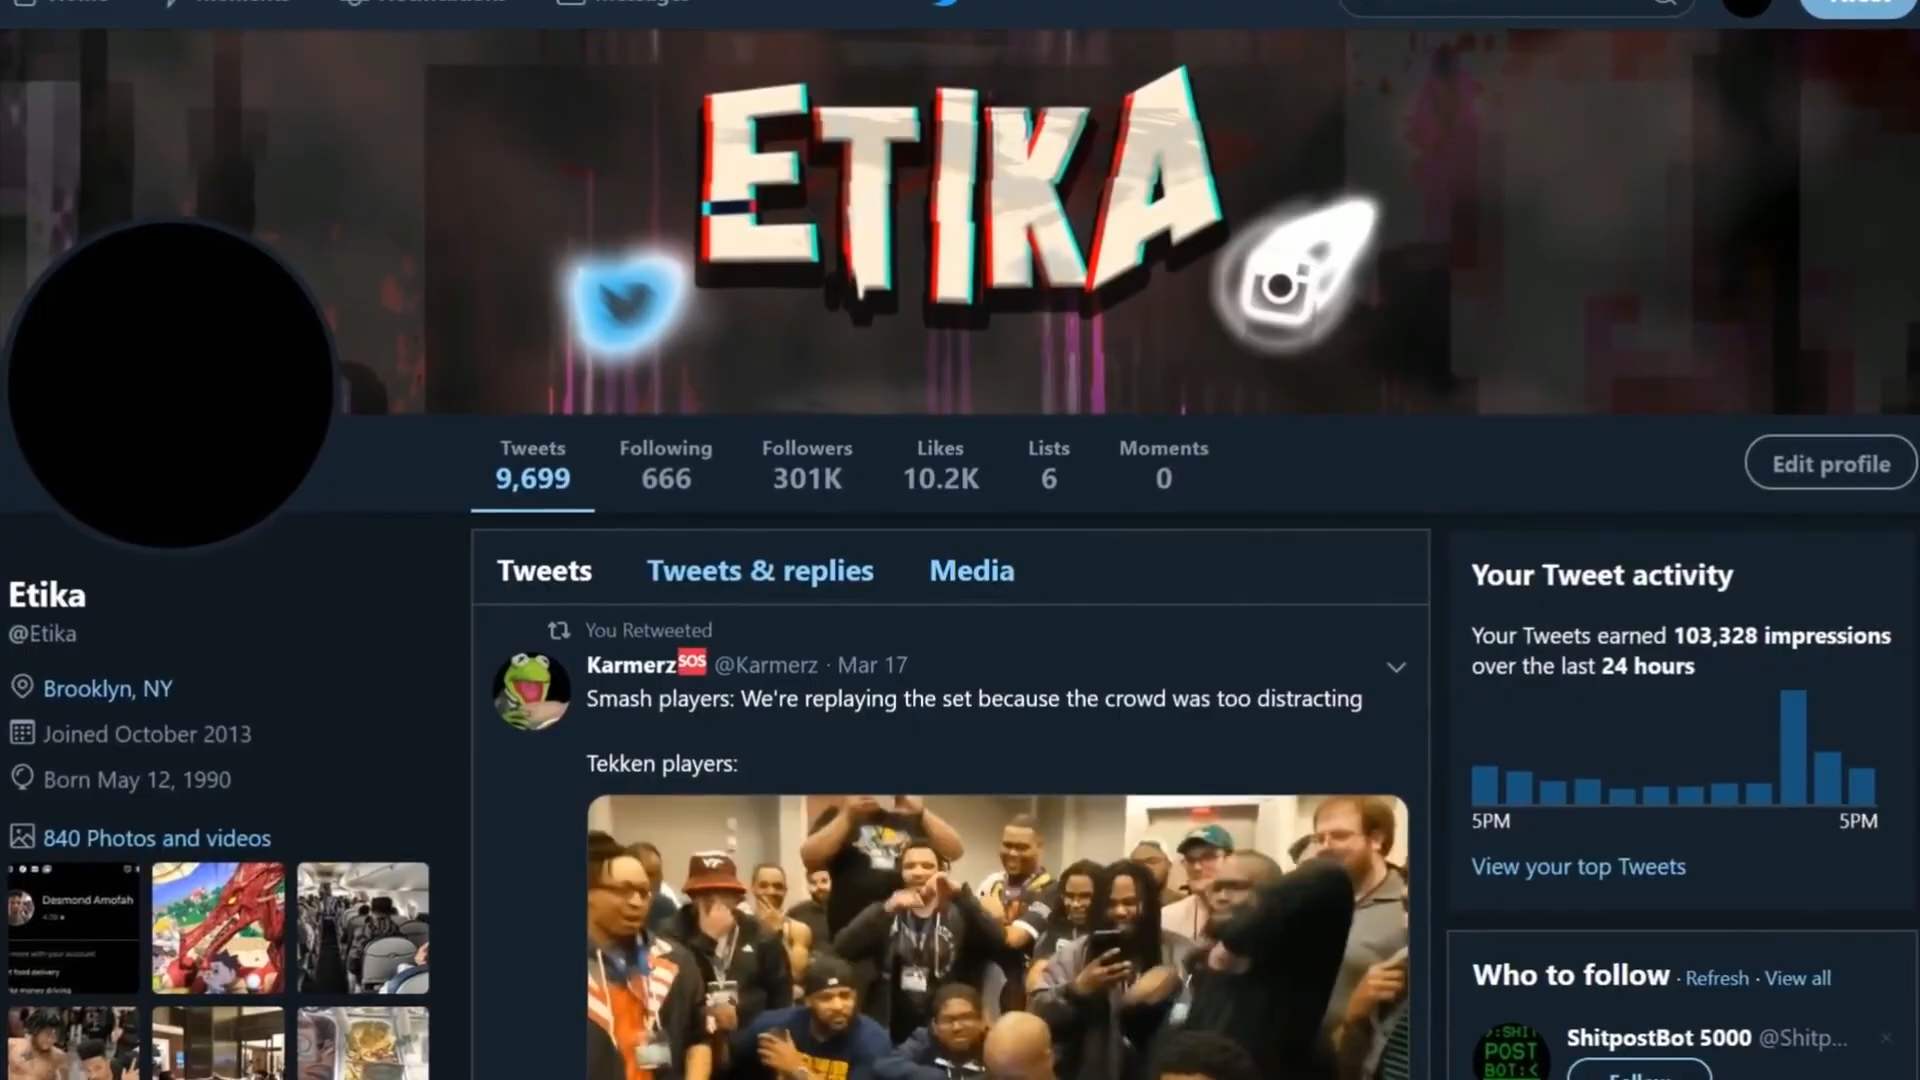 ETIKA
Tweets
9,699
Following
666
Followers
301K
Likes
10.2K
Lists
6
Moments
0
Edit profile
Etika
@Etika
Brooklyn, NY
Joined October 2013
Born May 12, 1990
840 Photos and videos
Desmond Amofah
Tweets
Tweets & replies
Media
You Retweeted
Karmerz SOS @Karmerz · Mar 17
Smash players: We're replaying the set because the crowd was too distracting
Tekken players:
Your Tweet activity
Your Tweets earned 103,328 impressions
over the last 24 hours
5PM
5PM
View your top Tweets
Who to follow · Refresh · View all
ShitpostBot 5000 @Shitp...
POST
BOT:<